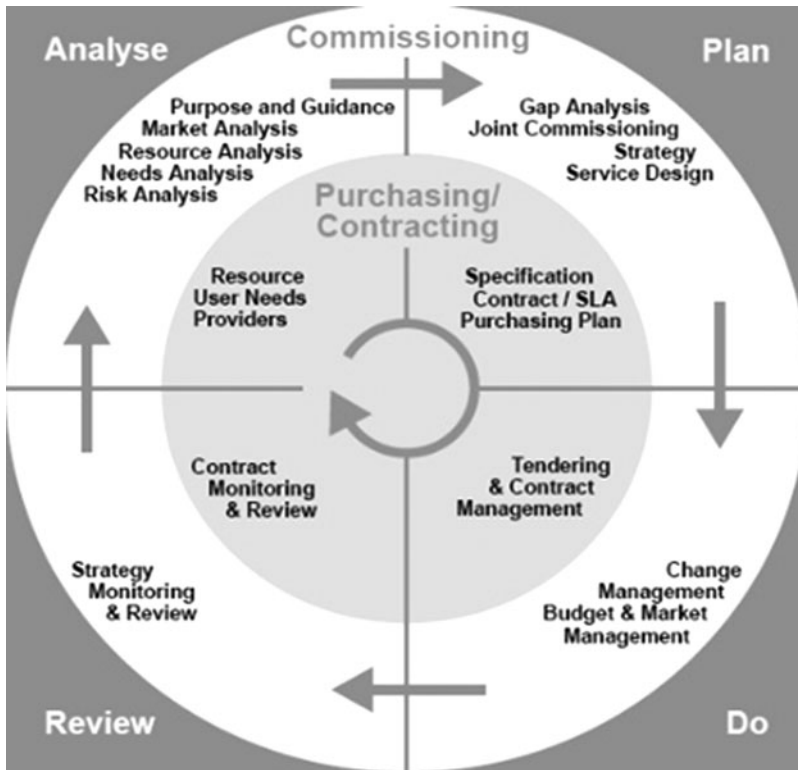 Analyse
Commissioning
Plan
Purpose and Guidance
Market Analysis
Resource Analysis
Needs Analysis
Risk Analysis
Gap Analysis
Joint Commissioning
Strategy
Service Design
Purchasing/
Contracting
Resource
User Needs
Providers
Specification
Contract / SLA
Purchasing Plan
Contract
Monitoring
& Review
Tendering
& Contract
Management
Strategy
Monitoring
& Review
Change
Management
Budget & Market
Management
Review
Do